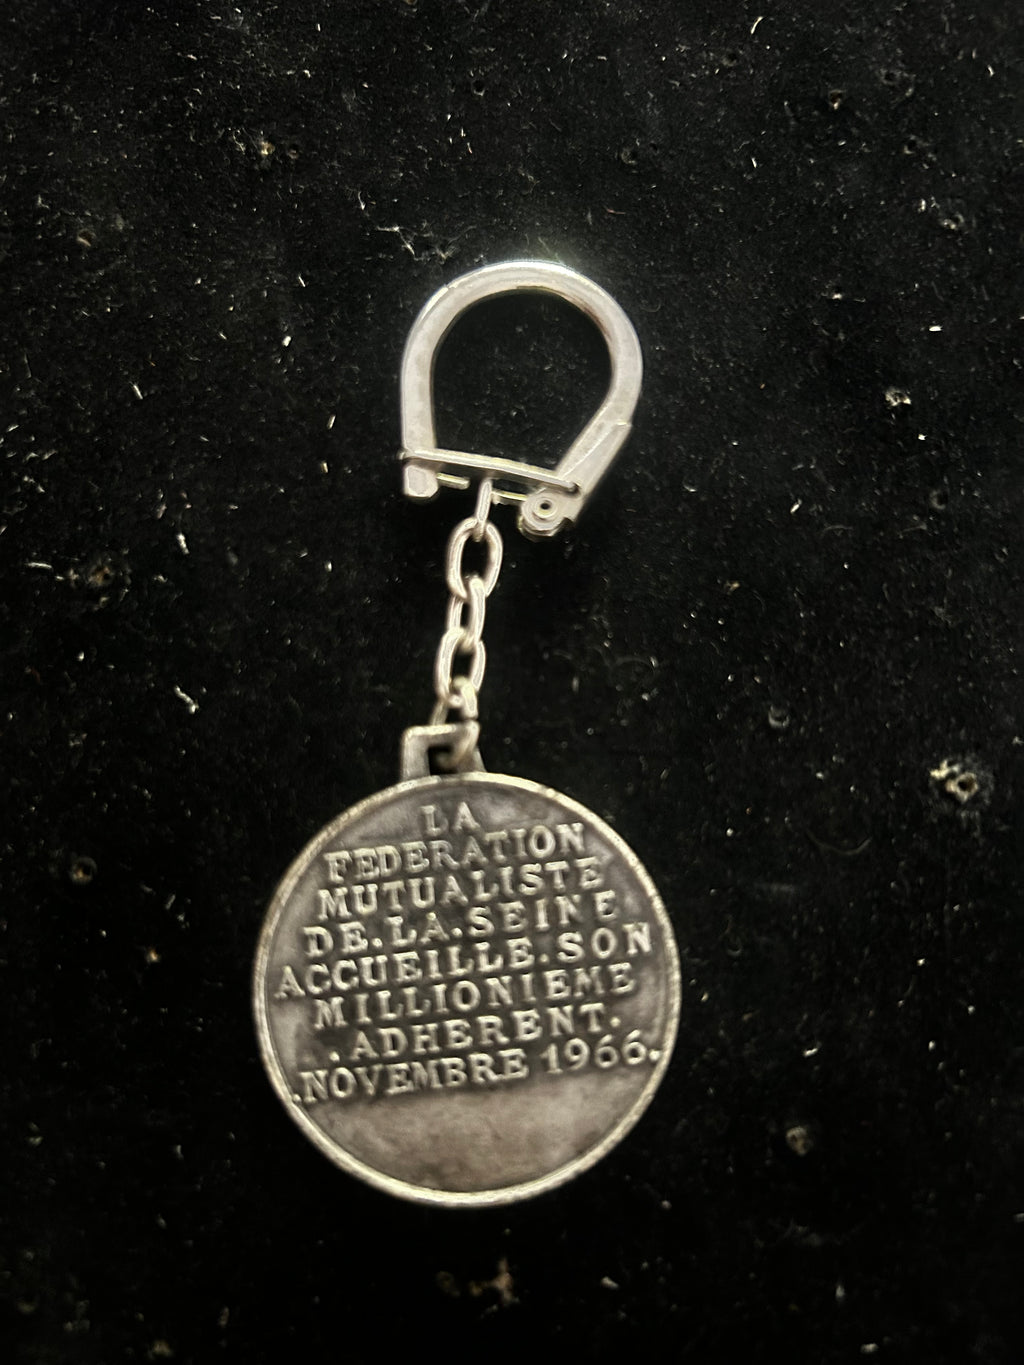 LA
FEDERATION
MUTUALISTE
DE.LA.SEINE
ACCUEILLE.SON
MILLIONIEME
.ADHERENT.
.NOVEMBRE 1966.